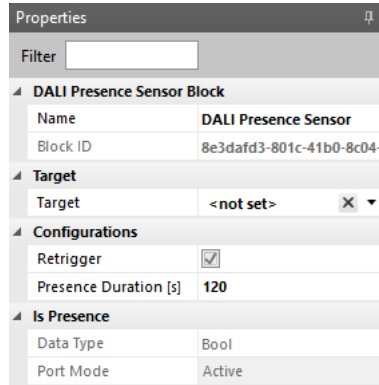 Properties
Filter
DALI Presence Sensor Block
Name DALI Presence Sensor
Block ID 8e3dafd3-801c-41b0-8c04-
Target
Target <not set>
Configurations
Retrigger
Presence Duration [s] 120
Is Presence
Data Type Bool
Port Mode Active